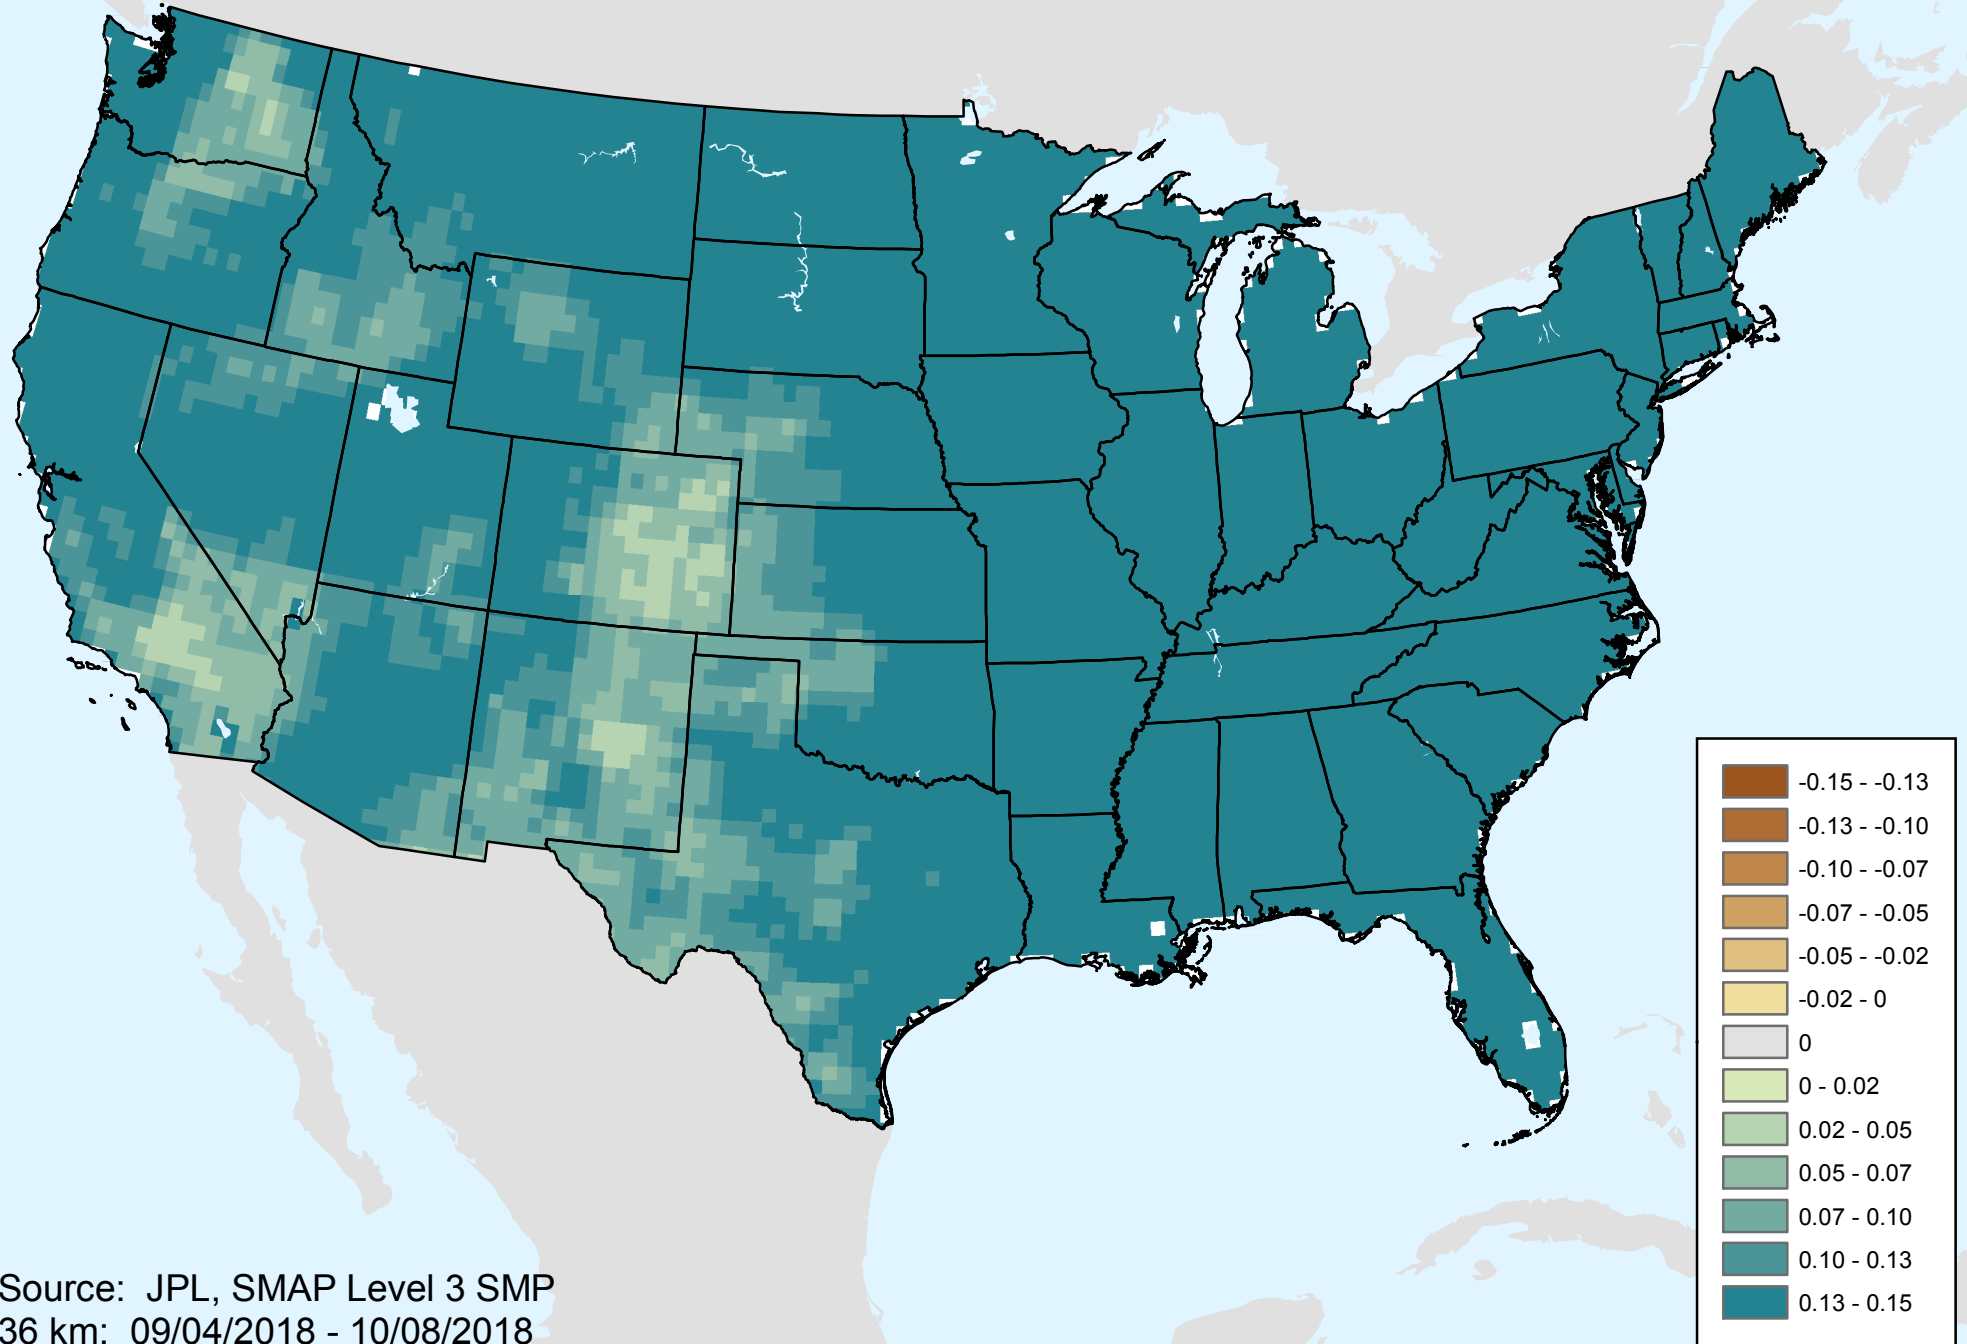 -0.15 - -0.13
-0.13 - -0.10
-0.10 - -0.07
-0.07 - -0.05
-0.05 - -0.02
-0.02 - 0
0
0 - 0.02
0.02 - 0.05
0.05 - 0.07
0.07 - 0.10
0.10 - 0.13
0.13 - 0.15
Source: JPL, SMAP Level 3 SMP
36 km: 09/04/2018 - 10/08/2018